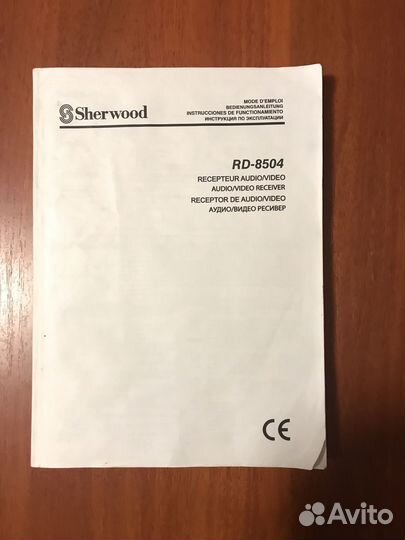 Sherwood
MODE D'EMPLOI
BEDIENUNGSANLEITUNG
INSTRUCCIONES DE FUNCIONAMIENTO
ИНСТРУКЦИЯ ПО ЭКСПЛУАТАЦИЙ
RD-8504
RECEPTEUR AUDIO/VIDEO
AUDIO/VIDEO RECEIVER
RECEPTOR DE AUDIO/VIDEO
АУДИО/ВИДЕО РЕСИВЕР
CE
Avito